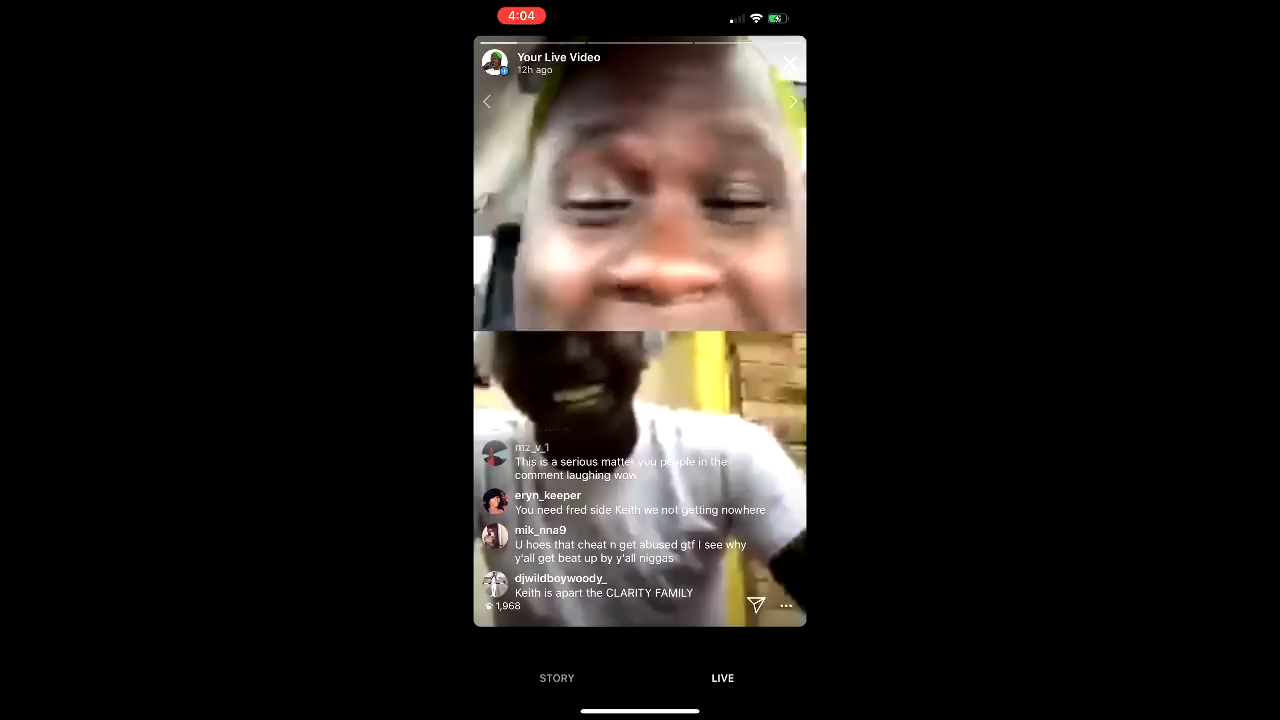 4:04
Your Live Video
12h ago
mz_v_1
This is a serious matter you people in the
comment laughing wow
eryn_keeper
You need fred side Keith we not getting nowhere
mik_nna9
U hoes that cheat n get abused gtf I see why
y'all get beat up by y'all niggas
djwildboywoody_
Keith is apart the CLARITY FAMILY
1,968
STORY
LIVE